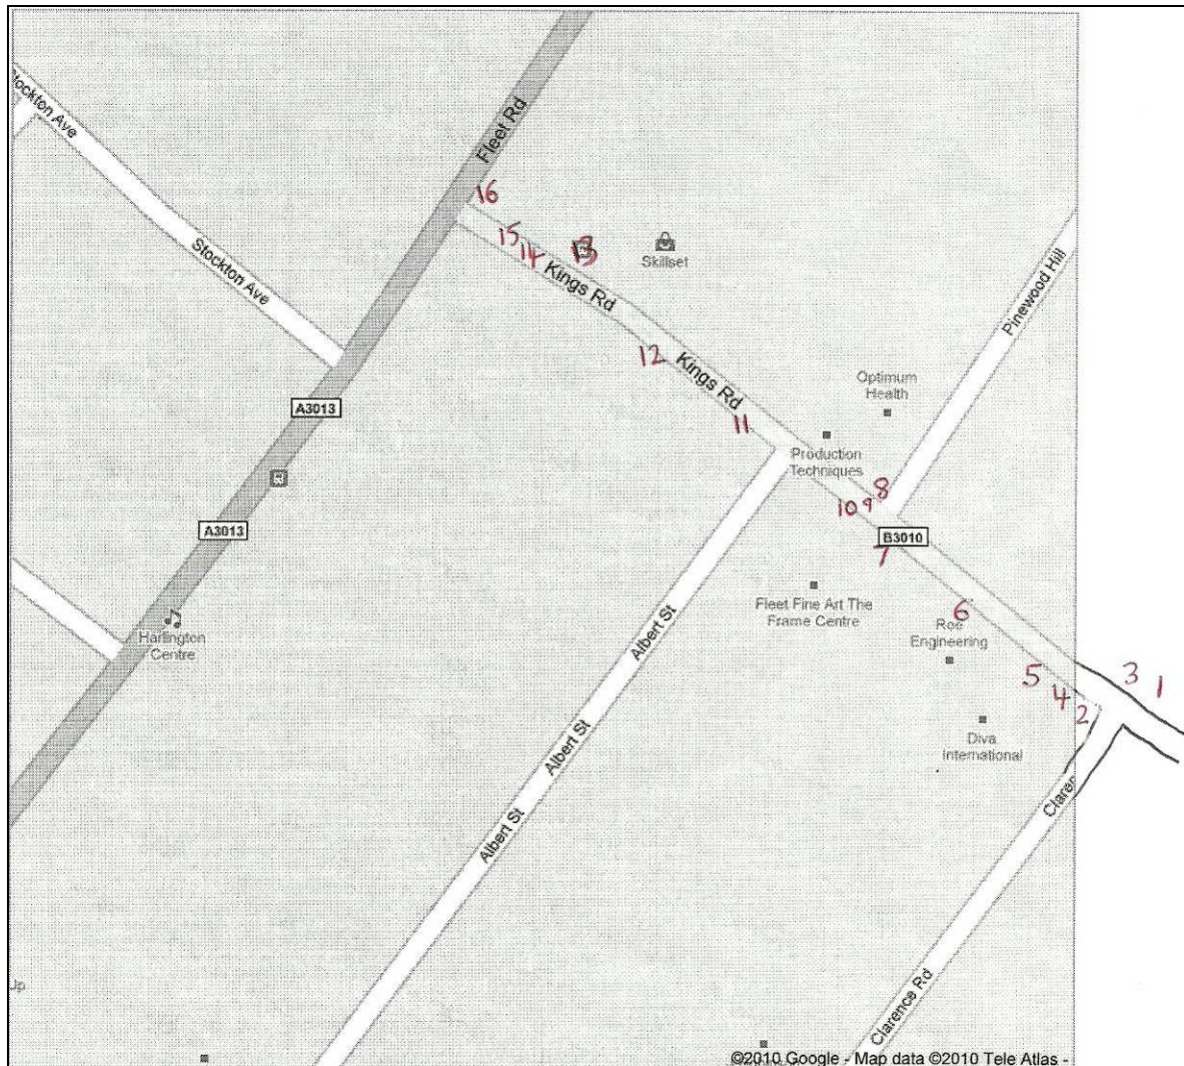 Stockton Ave
Fleet Rd
16
15
14
13
Skillset
Kings Rd
Stockton Ave
Pinewood Hill
12
Kings Rd
Optimum
Health
A3013
11
Production
Techniques
8
10 9
A3013
B3010
7
Fleet Fine Art The
Frame Centre
6
Roe
Engineering
Harlington
Centre
Albert St
5
4
2
3
1
Diva
International
Albert St
Claren
Albert St
Up
Clarence Rd
©2010 Google - Map data ©2010 Tele Atlas -